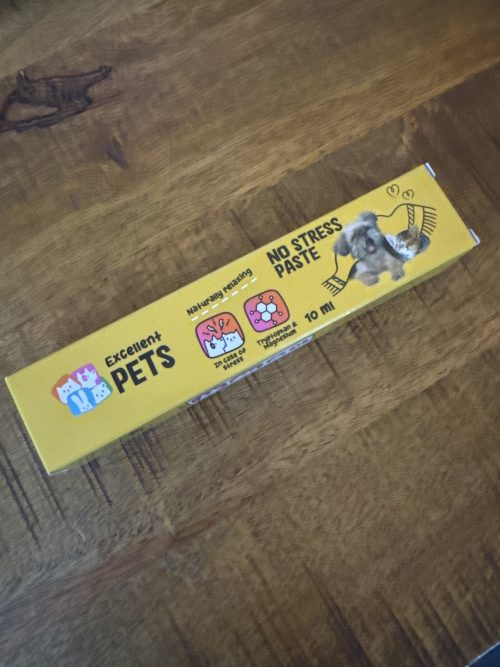 Excellent
PETS
Naturally relaxing
In case of
stress
Tryptophan &
Magnesium
NO STRESS
PASTE
10 ml